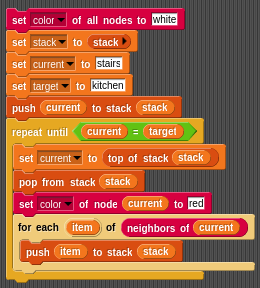 set color of all nodes to white
set stack to stack
set current to stairs
set target to kitchen
push current to stack stack
repeat until current = target
set current to top of stack stack
pop from stack stack
set color of node current to red
for each item of neighbors of current
push item to stack stack